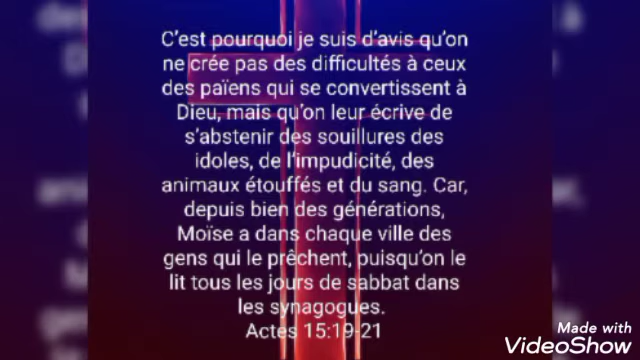 C'est pourquoi je suis d'avis qu'on
ne crée pas des difficultés à ceux
des païens qui se convertissent à
Dieu, mais qu'on leur écrive de
s'abstenir des souillures des
idoles, de l'impudicité, des
animaux étouffés et du sang. Car,
depuis bien des générations,
Moïse a dans chaque ville des
gens qui le prêchent, puisqu'on le
lit tous les jours de sabbat dans
les synagogues.
Actes 15:19-21
Made with
VideoShow